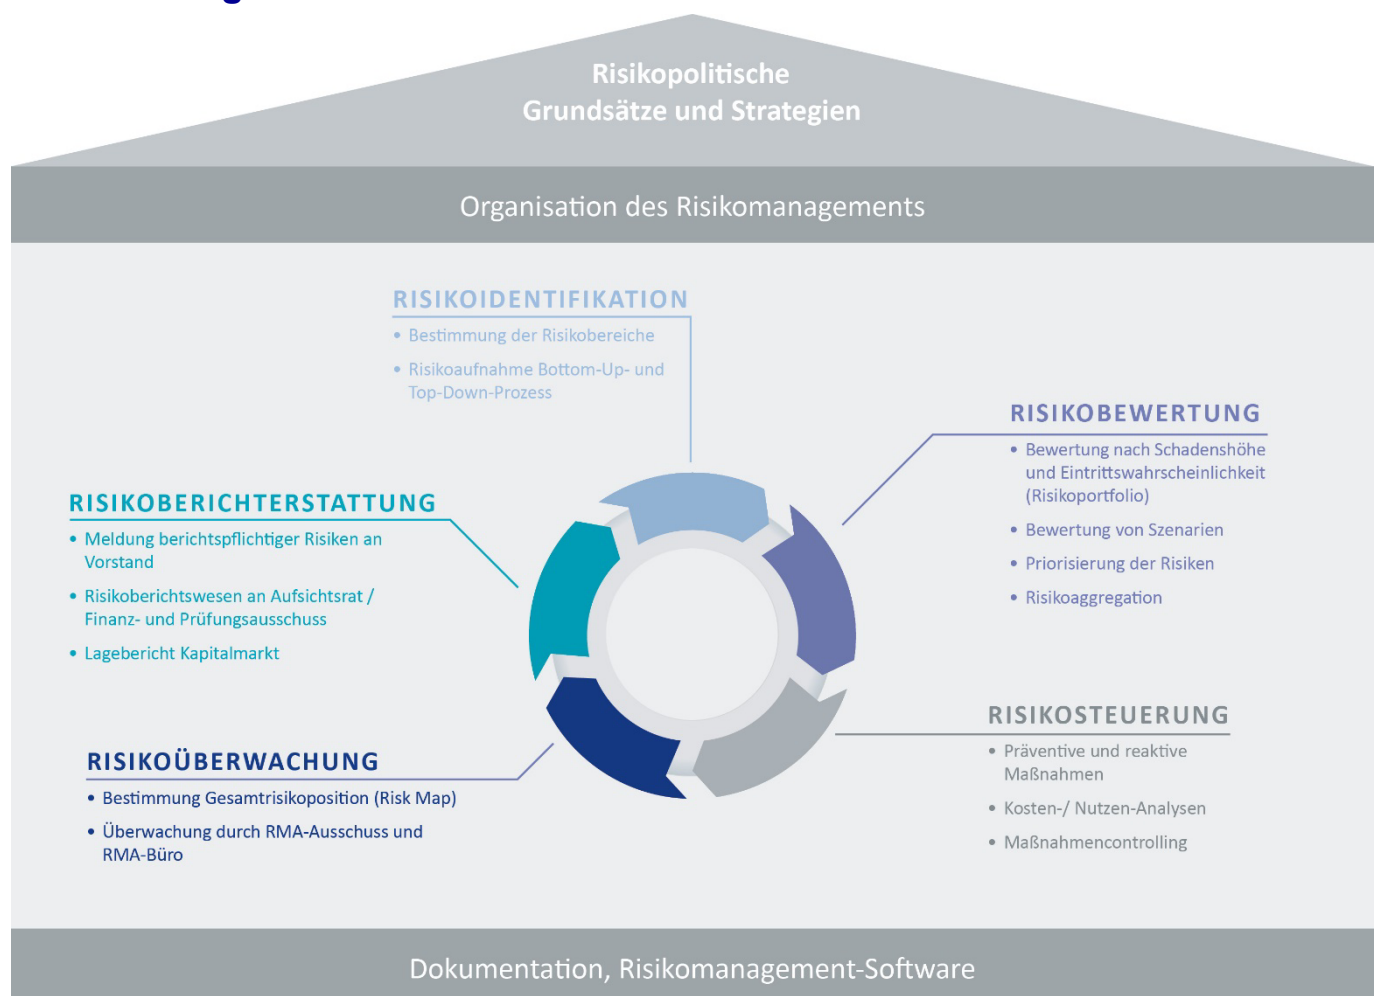 Risikopolitische
Grundsätze und Strategien
Organisation des Risikomanagements
RISIKOIDENTIFIKATION
• Bestimmung der Risikobereiche
• Risikoaufnahme Bottom-Up- und
Top-Down-Prozess
RISIKOBEWERTUNG
• Bewertung nach Schadenshöhe
und Eintrittswahrscheinlichkeit
(Risikoportfolio)
• Bewertung von Szenarien
• Priorisierung der Risiken
• Risikoaggregation
RISIKOSTEUERUNG
• Präventive und reaktive
Maßnahmen
• Kosten-/ Nutzen-Analysen
• Maßnahmencontrolling
RISIKOÜBERWACHUNG
• Bestimmung Gesamtrisikoposition (Risk Map)
• Überwachung durch RMA-Ausschuss und
RMA-Büro
RISIKOBERICHTERSTATTUNG
• Meldung berichtspflichtiger Risiken an
Vorstand
• Risikoberichtswesen an Aufsichtsrat /
Finanz- und Prüfungsausschuss
• Lagebericht Kapitalmarkt
Dokumentation, Risikomanagement-Software